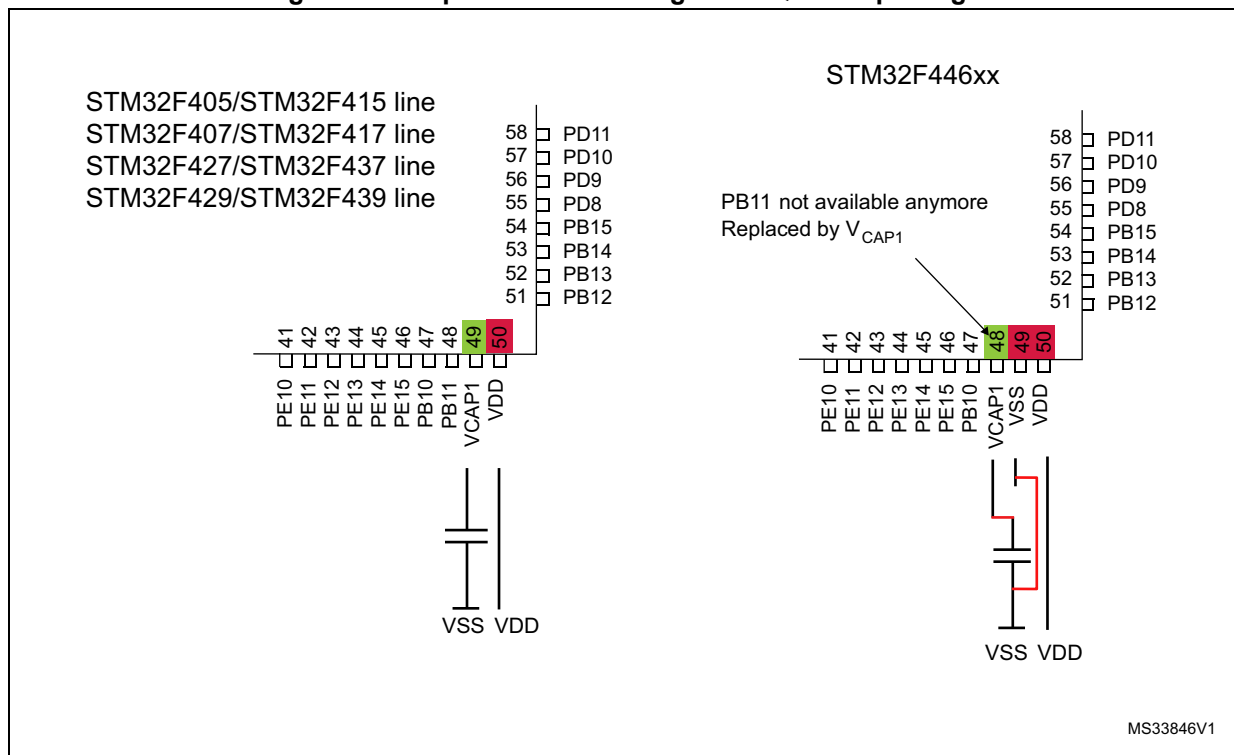 STM32F405/STM32F415 line
STM32F407/STM32F417 line
STM32F427/STM32F437 line
STM32F429/STM32F439 line
58 PD11
57 PD10
56 PD9
55 PD8
54 PB15
53 PB14
52 PB13
51 PB12
41 42 43 44 45 46 47 48 49 50
PE10 PE11 PE12 PE13 PE14 PE15 PB10 PB11 VCAP1 VDD
VSS VDD
STM32F446xx
58 PD11
57 PD10
56 PD9
55 PD8
54 PB15
53 PB14
52 PB13
51 PB12
PB11 not available anymore
Replaced by VCAP1
41 42 43 44 45 46 47 48 49 50
PE10 PE11 PE12 PE13 PE14 PE15 PB10 VCAP1 VSS VDD
VSS VDD
MS33846V1